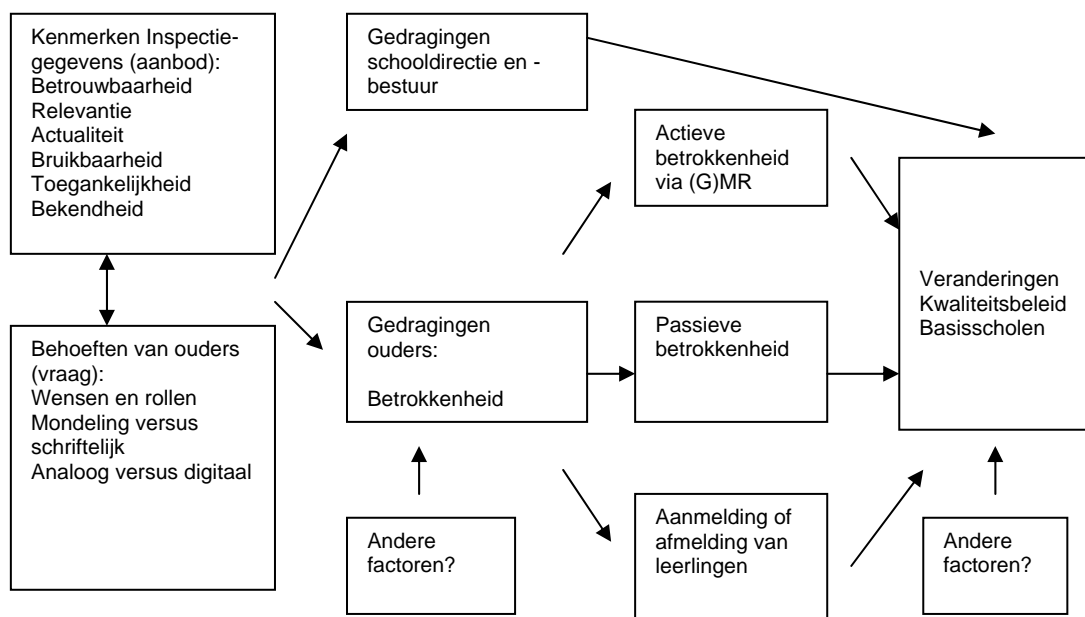 Kenmerken Inspectie-
gegevens (aanbod):
Betrouwbaarheid
Relevantie
Actualiteit
Bruikbaarheid
Toegankelijkheid
Bekendheid
Behoeften van ouders
(vraag):
Wensen en rollen
Mondeling versus
schriftelijk
Analoog versus digitaal
Gedragingen
schooldirectie en -
bestuur
Gedragingen
ouders:
Betrokkenheid
Andere
factoren?
Actieve
betrokkenheid
via (G)MR
Passieve
betrokkenheid
Aanmelding of
afmelding van
leerlingen
Veranderingen
Kwaliteitsbeleid
Basisscholen
Andere
factoren?